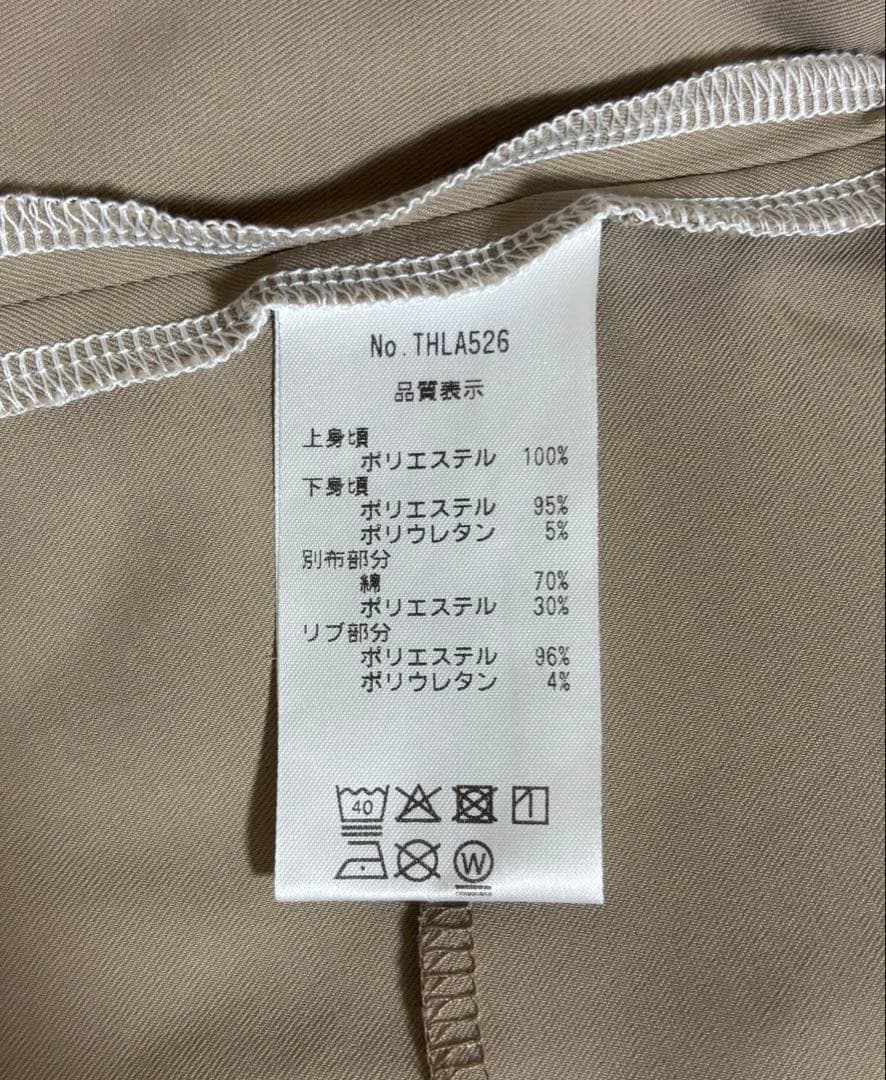 No.THLA526
品質表示
上身頃
ポリエステル 100%
下身頃
ポリエステル 95%
ポリウレタン 5%
別布部分
綿 70%
ポリエステル 30%
リブ部分
ポリエステル 96%
ポリウレタン 4%
40
W